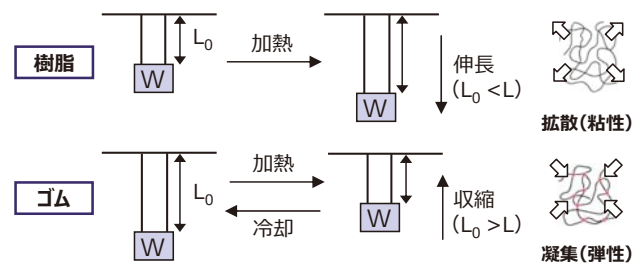 樹脂
W
L0
加熱
W
伸長
(L0 <L)
拡散(粘性)
ゴム
W
L0
加熱
冷却
W
収縮
(L0 >L)
凝集(弾性)